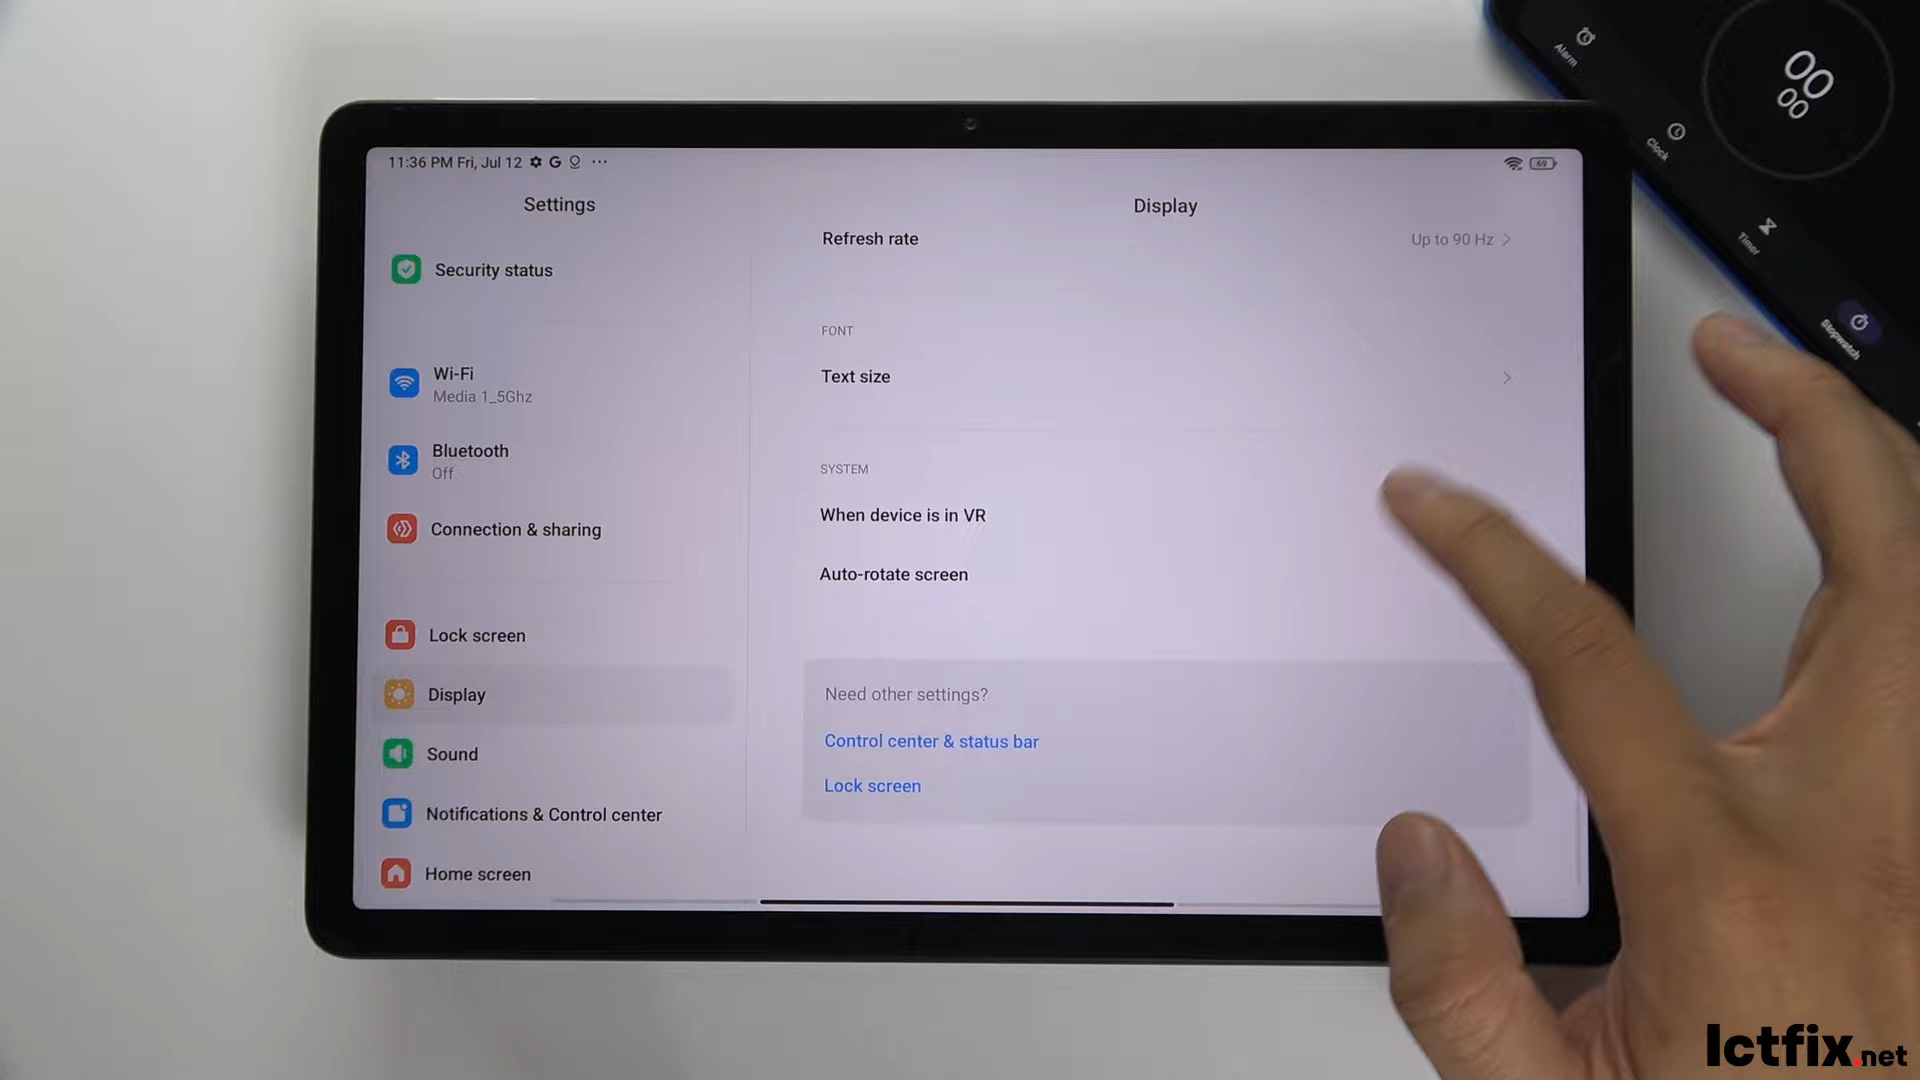 11:36 PM Fri, Jul 12
69
Settings
Security status
Wi-Fi
Media 1_5Ghz
Bluetooth
Off
Connection & sharing
Lock screen
Display
Sound
Notifications & Control center
Home screen
Display
Refresh rate
Up to 90 Hz
FONT
Text size
SYSTEM
When device is in VR
Auto-rotate screen
Need other settings?
Control center & status bar
Lock screen
Alarm
Clock
Timer
Stopwatch
00
00
Ictfix.net